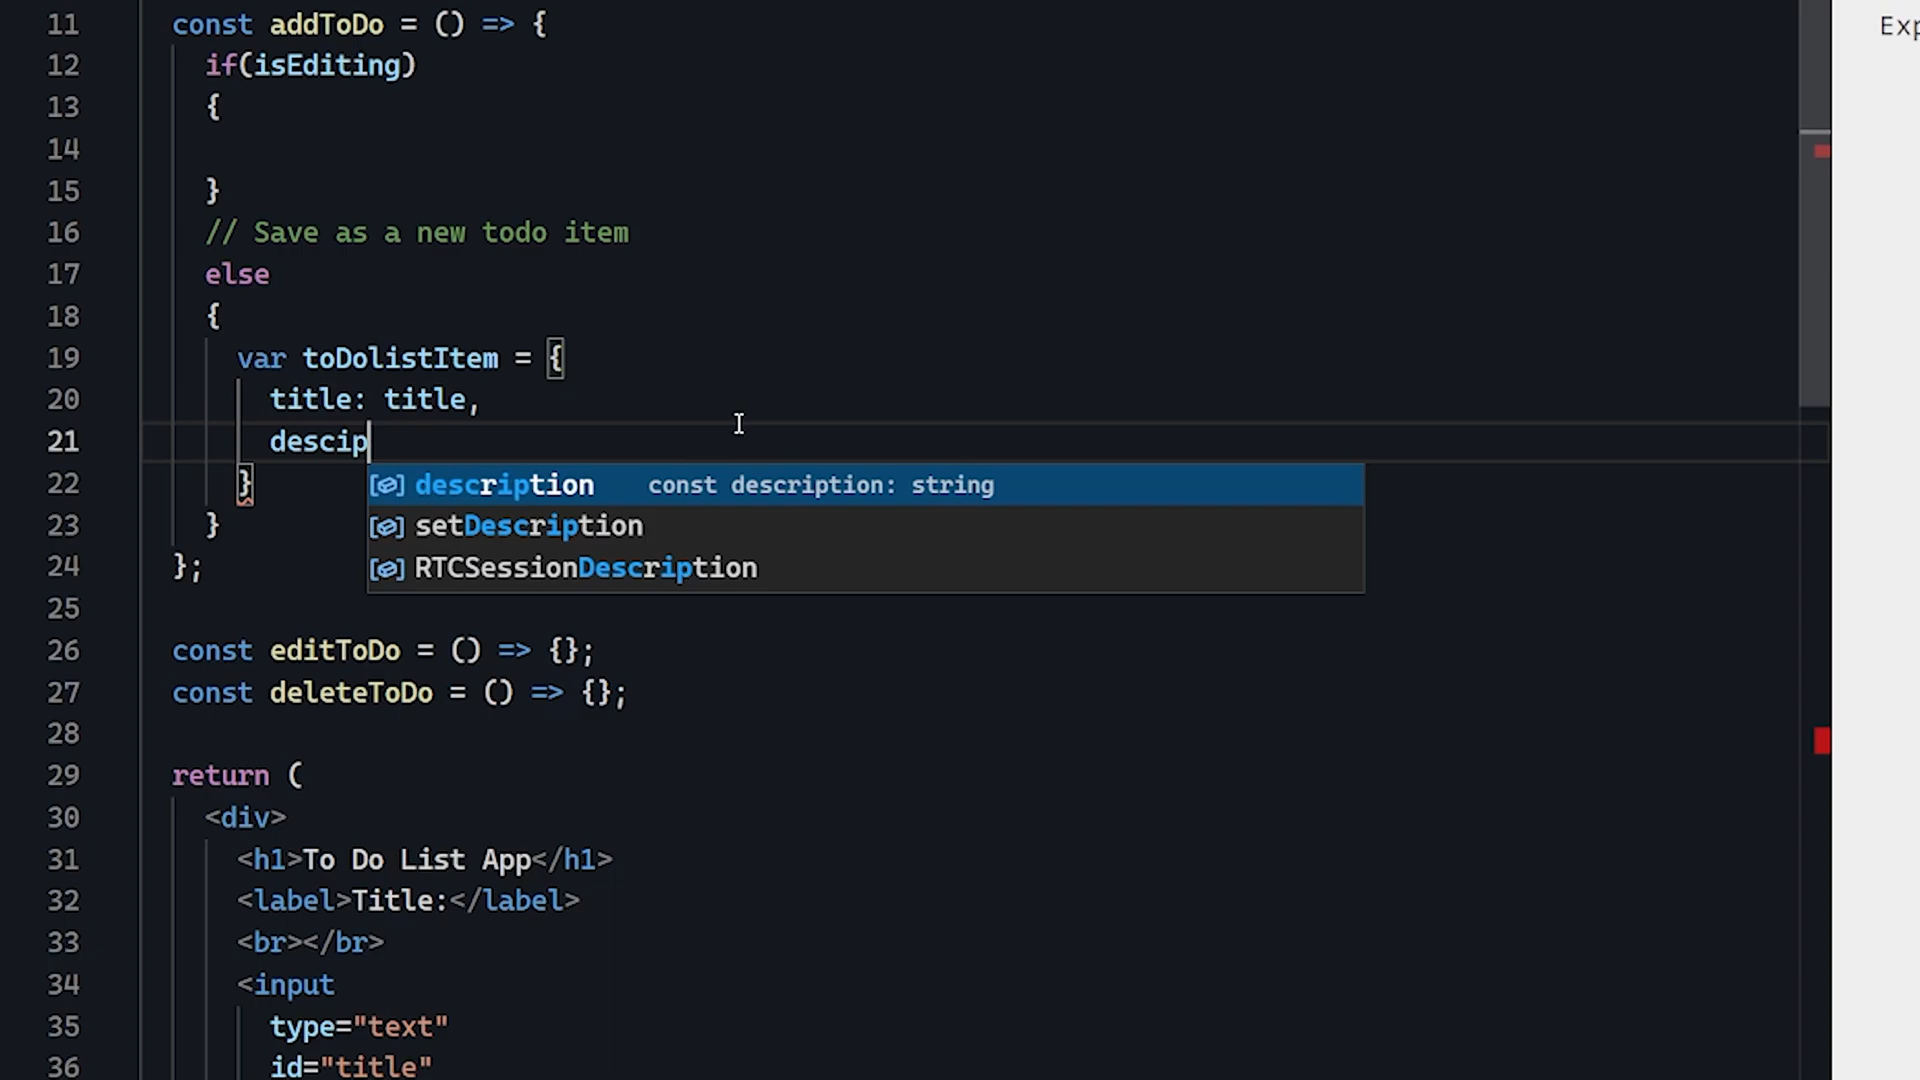 11 const addToDo = () => {
12 if(isEditing)
13 {
14
15 }
16 // Save as a new todo item
17 else
18 {
19 var toDolistItem = {
20 title: title,
21 descip
22 }
description const description: string
23 }
setDescription
24 };
RTCSessionDescription
25
26 const editToDo = () => {};
27 const deleteToDo = () => {};
28
29 return (
30 <div>
31 <h1>To Do List App</h1>
32 <label>Title:</label>
33 <br></br>
34 <input
35 type="text"
36 id="title"
Exp